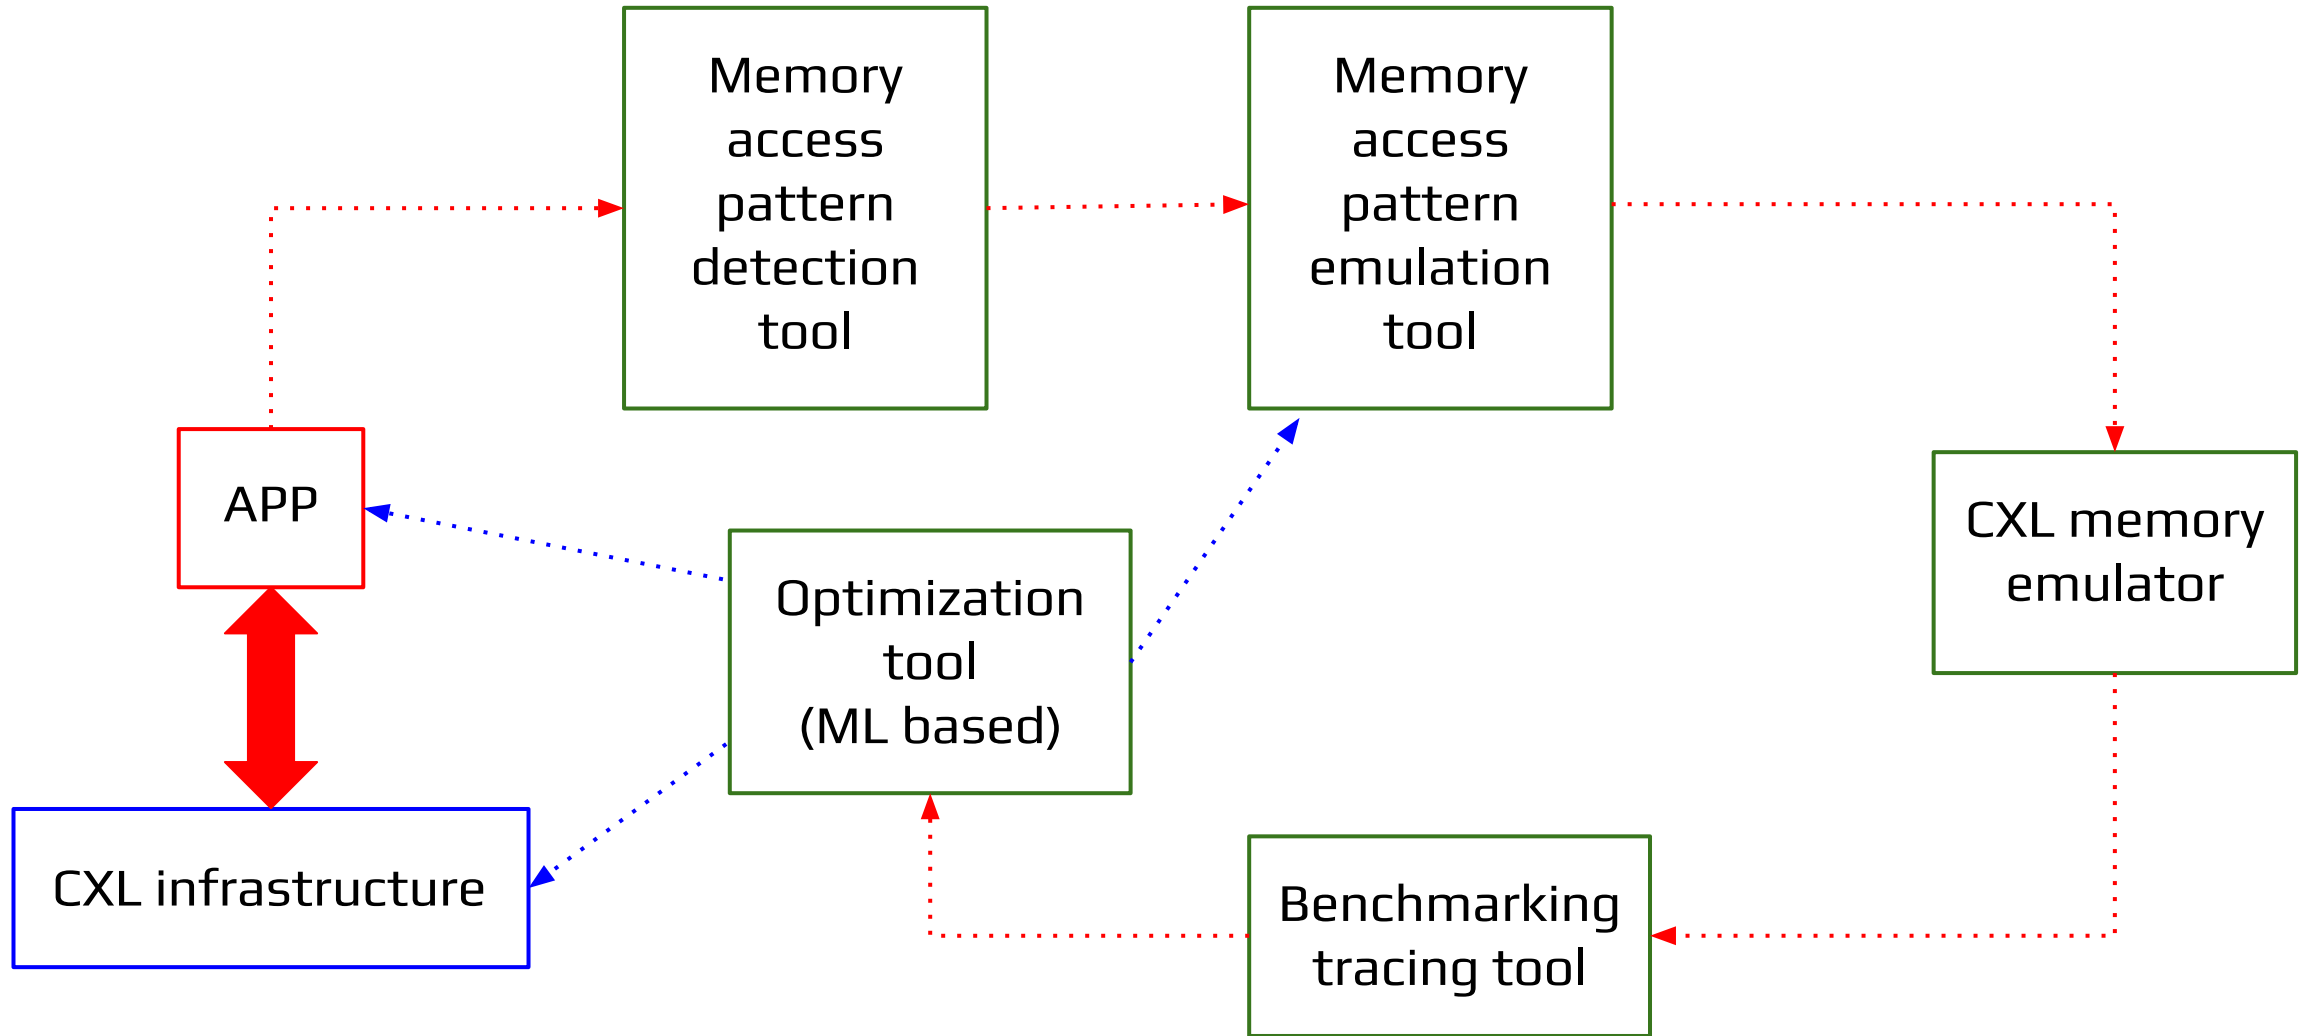 Memory
access
pattern
detection
tool
Memory
access
pattern
emulation
tool
APP
CXL memory
emulator
Optimization
tool
(ML based)
CXL infrastructure
Benchmarking
tracing tool